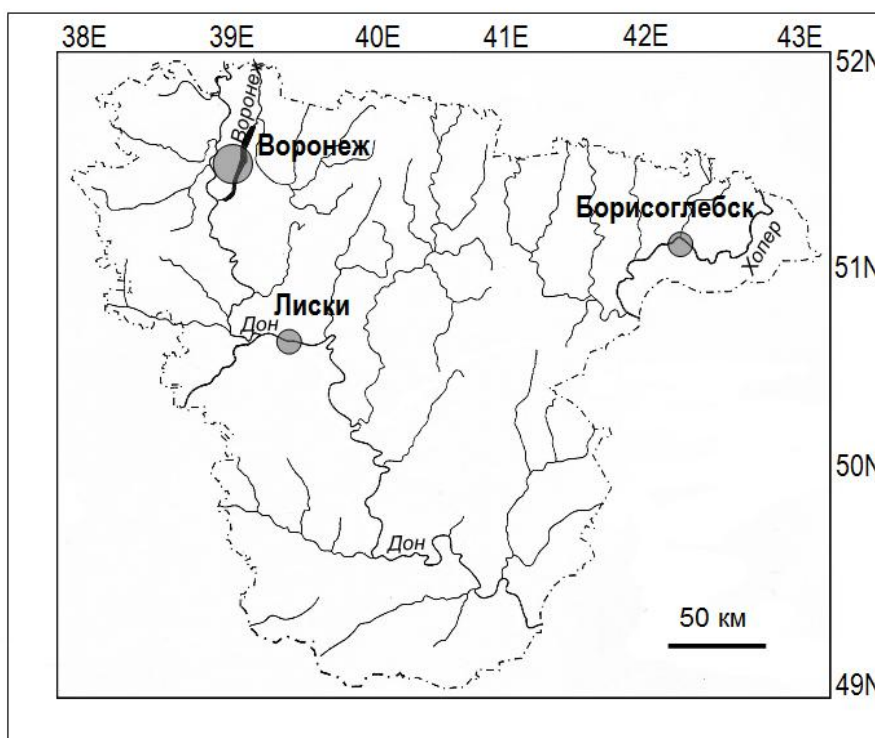 38E 39E 40E 41E 42E 43E
52N
Воронеж
Воронеж
Борисоглебск
Хопер
51N
Лиски
Дон
50N
Дон
50 км
49N